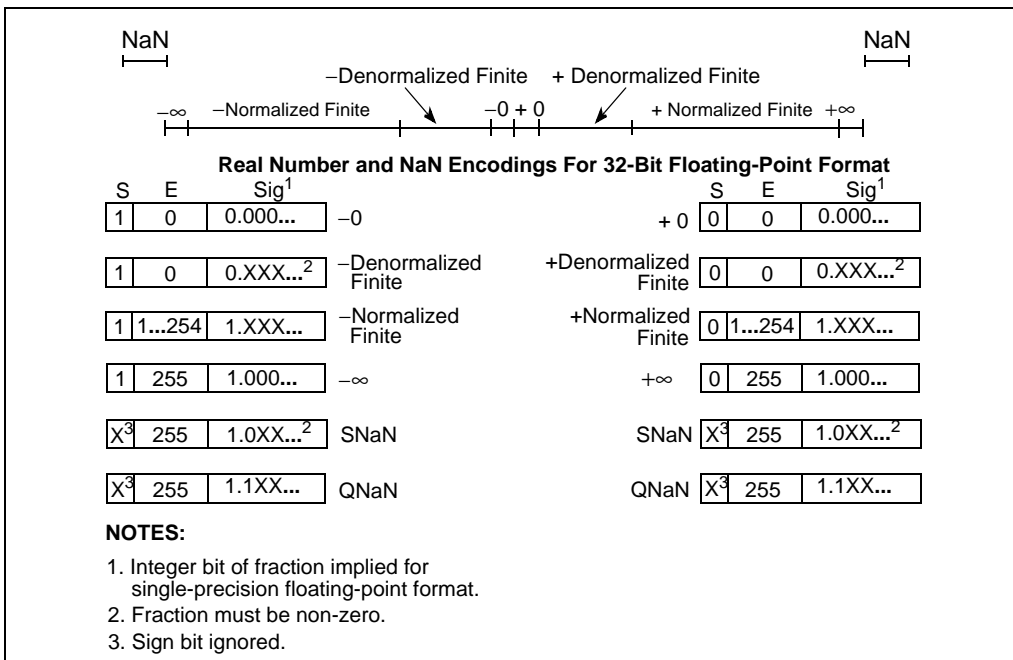 NaN NaN
−Denormalized Finite + Denormalized Finite
−∞ −Normalized Finite −0 + 0 + Normalized Finite +∞
Real Number and NaN Encodings For 32-Bit Floating-Point Format
S E Sig1 S E Sig1
1 0 0.000... −0 + 0 0 0 0.000...
1 0 0.XXX...2 −Denormalized Finite +Denormalized Finite 0 0 0.XXX...2
1 1...254 1.XXX... −Normalized Finite +Normalized Finite 0 1...254 1.XXX...
1 255 1.000... −∞ +∞ 0 255 1.000...
X3 255 1.0XX...2 SNaN SNaN X3 255 1.0XX...2
X3 255 1.1XX... QNaN QNaN X3 255 1.1XX...
NOTES:
1. Integer bit of fraction implied for
single-precision floating-point format.
2. Fraction must be non-zero.
3. Sign bit ignored.